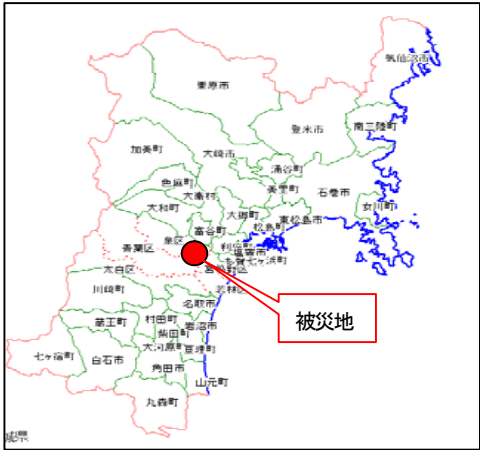 気仙沼市
栗原市
登米市
南三陸町
加美町
大崎市
涌谷町
色麻町
美里町
石巻市
大衡村
女川町
大和町
大郷町
東松島市
富谷町
松島町
泉区
利府町
青葉区
塩竈市
多賀
七ヶ浜町
太白区
宮城野区
川崎町
若林区
名取市
蔵王町
村田町
岩沼市
柴田町
被災地
七ヶ宿町
白石市
大河原町
亘理町
角田市
山元町
丸森町